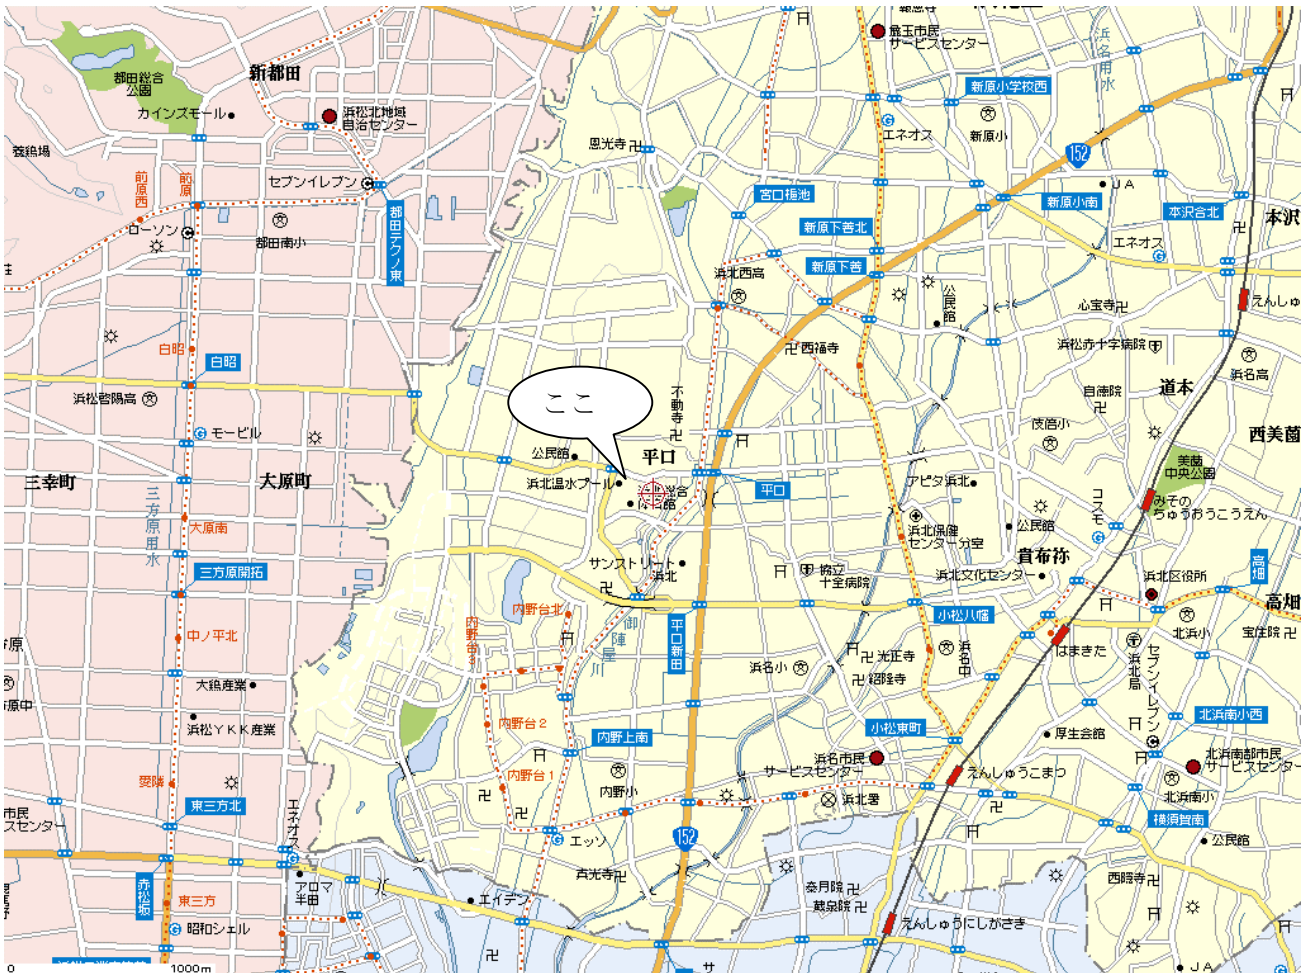 新都田
都田総合
公園
カインズモール
浜松北地域
自治センター
養鶏場
前原西
前原
セブンイレブン
ローソン
都田南小
都田テクノ東
恩光寺
サービスセンター
浜名用水
新原小学校西
エネオス
新原小
152
JA
宮口楊池
新原小南
本沢合北
本沢
新原下善北
新原下善
エネオス
浜北西高
公民館
心宝寺
えんしゅ
白昭
白昭
浜松啓陽高
モービル
西福寺
浜松赤十字病院
浜名高
道本
自徳院
西美薗
ここ
不動寺
公民館
平口
浜北温水プール
平口
アピタ浜北
美薗
中央公園
三幸町
大原町
三方原用水
大原南
三方原開拓
コスモ
みその
ちゅうおうこうえん
浜北保健
センター分室
公民館
サンストリート
浜北
協立
十全病院
貴布祢
浜北文化センター
浜北区役所
高畑
高畑
内野台北
内野台3
御陣屋川
平口新田
小松八幡
北浜小
宝住院
中ノ平北
大鶏産業
浜松YKK産業
浜名小
光正寺
紹隆寺
浜名中
はまきた
浜北局
セブンイレブン
内野台2
内野上南
小松東町
厚生会館
北浜南小西
内野台1
浜名市民
サービスセンター
えんしゅうこまつ
北浜南部市民
サービスセンター
愛隣
内野小
浜北署
北浜南小
東三方北
エネオス
市民
スセンター
エッソ
152
横須賀南
公民館
赤松坂
アロマ
半田
貞光寺
泰月院
蔵泉院
西隠寺
東三方
エイデン
昭和シェル
えんしゅうにしがさき
0
1000m
サ
JA